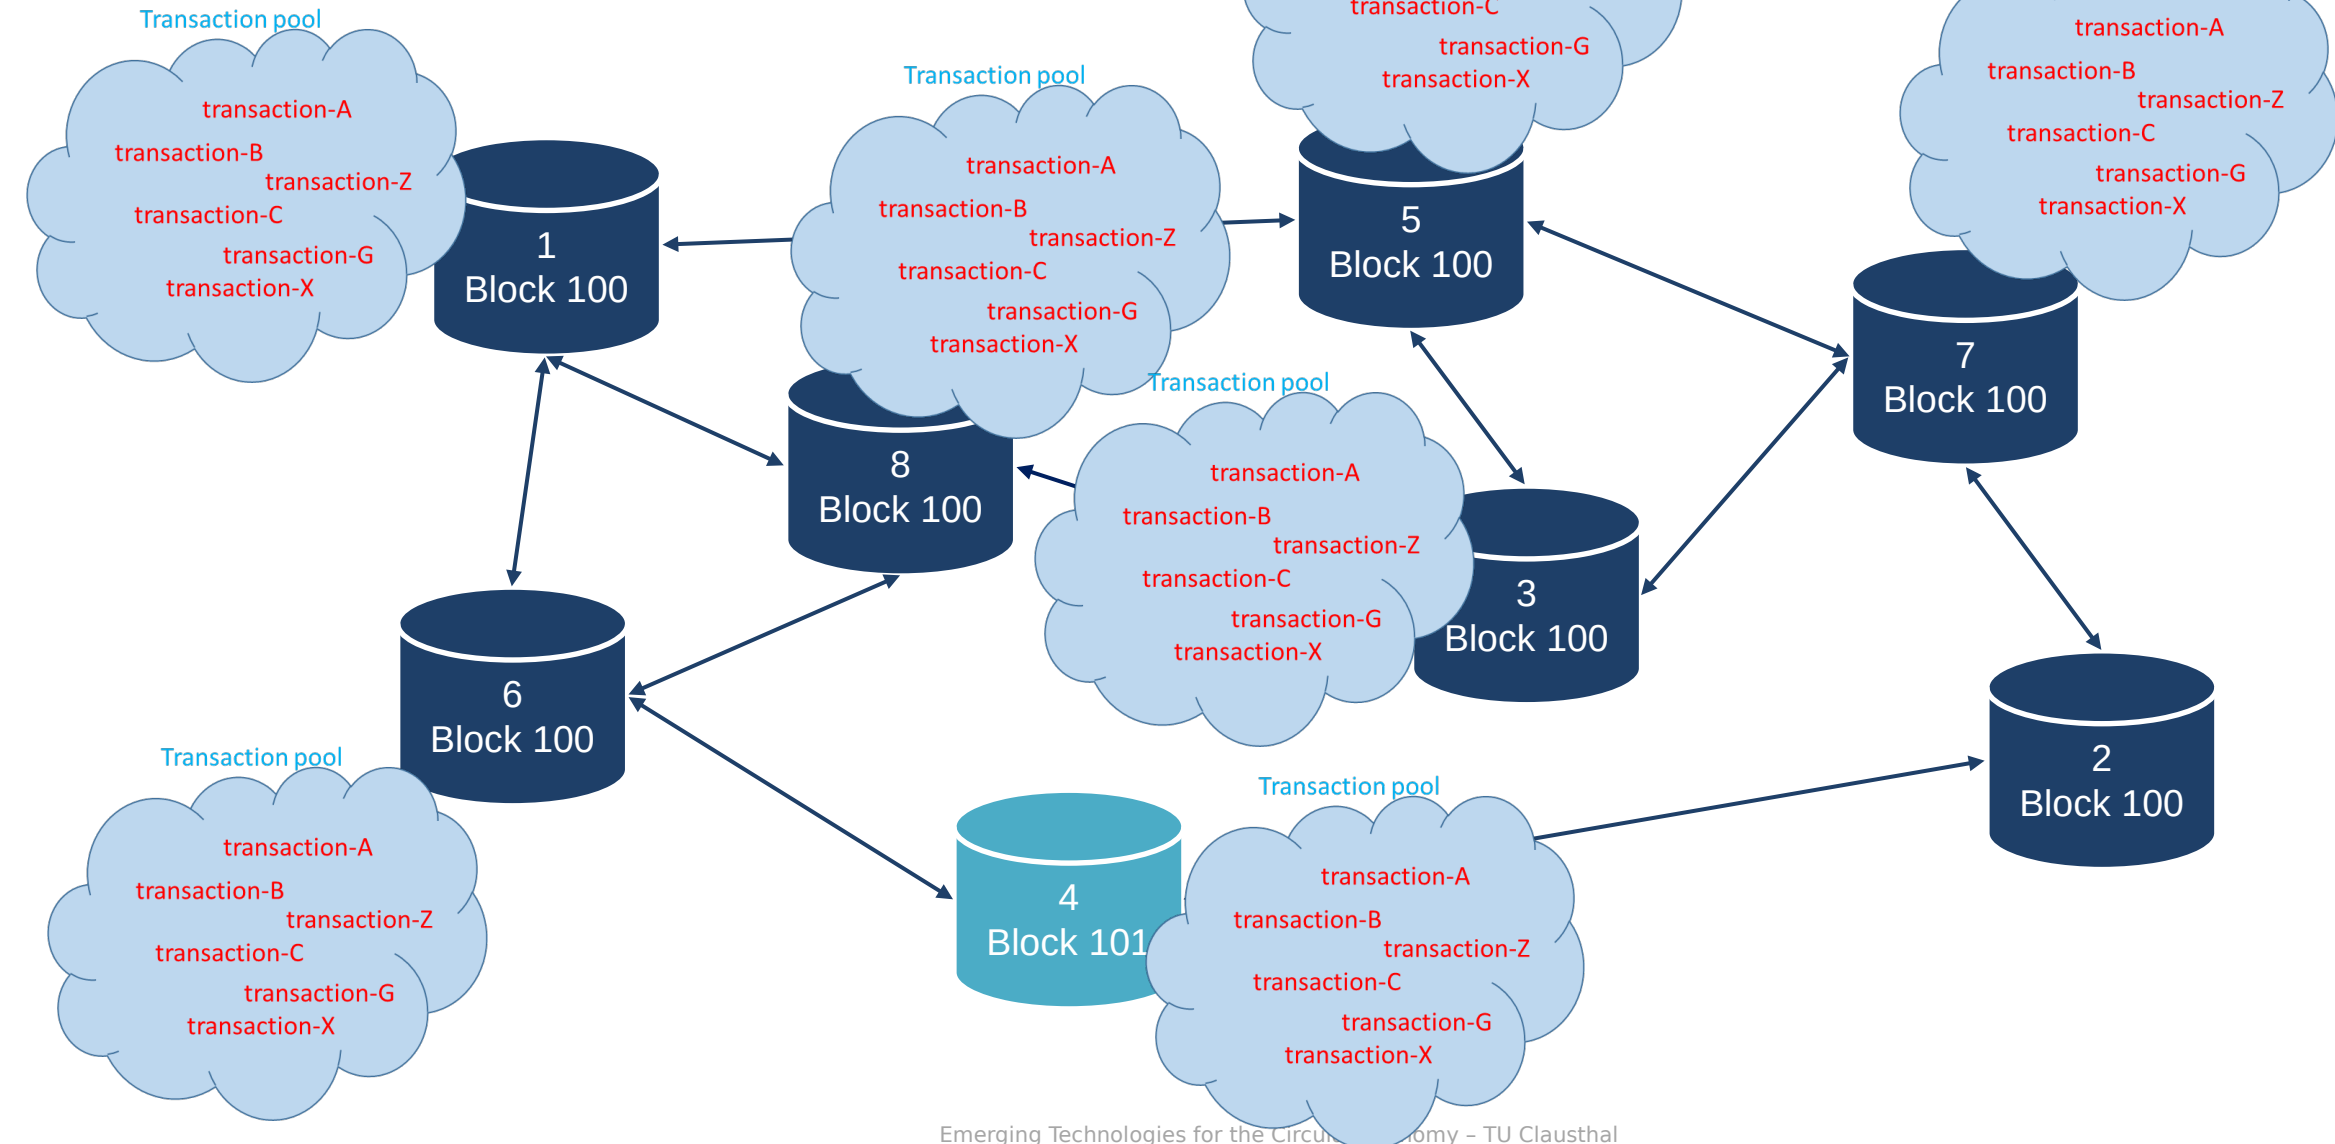 Transaction pool
transaction-A
transaction-B
transaction-Z
transaction-C
transaction-G
transaction-X
1
Block 100
Transaction pool
transaction-A
transaction-B
transaction-Z
transaction-C
transaction-G
transaction-X
8
Block 100
transaction-C
transaction-G
transaction-X
5
Block 100
transaction-A
transaction-B
transaction-Z
transaction-C
transaction-G
transaction-X
7
Block 100
Transaction pool
transaction-A
transaction-B
transaction-Z
transaction-C
transaction-G
transaction-X
3
Block 100
6
Block 100
Transaction pool
transaction-A
transaction-B
transaction-Z
transaction-C
transaction-G
transaction-X
4
Block 101
Transaction pool
transaction-A
transaction-B
transaction-Z
transaction-C
transaction-G
transaction-X
2
Block 100
Emerging Technologies for the – TU Clausthal